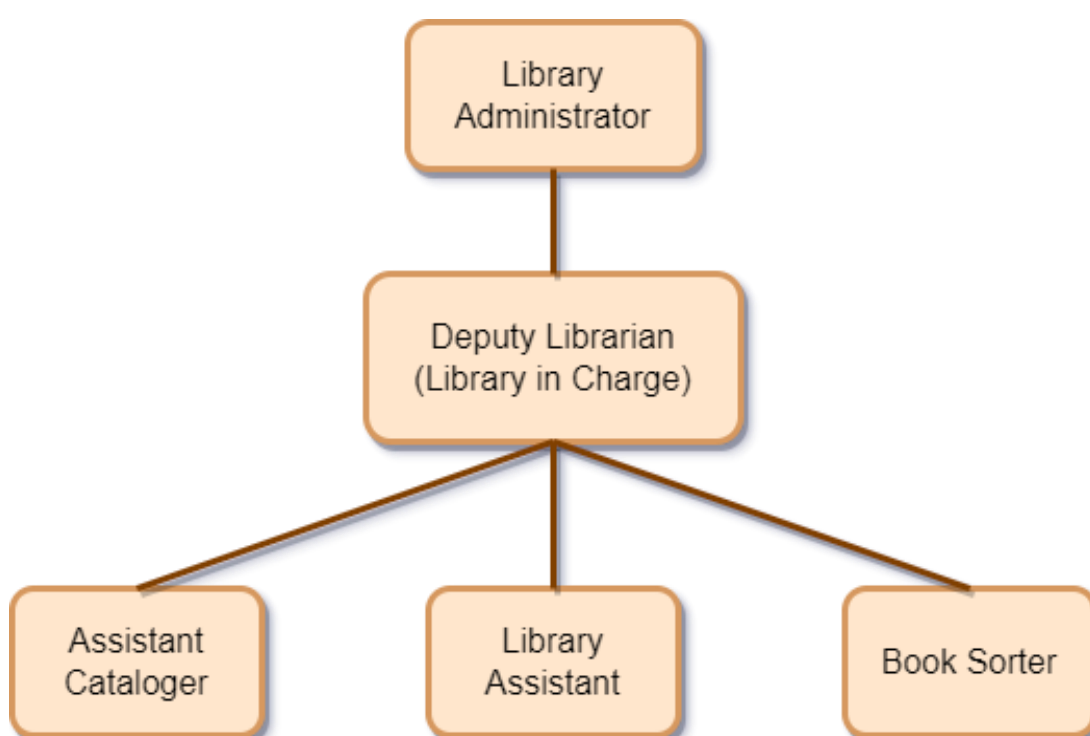 Library
Administrator
Deputy Librarian
(Library in Charge)
Assistant
Cataloger
Library
Assistant
Book Sorter